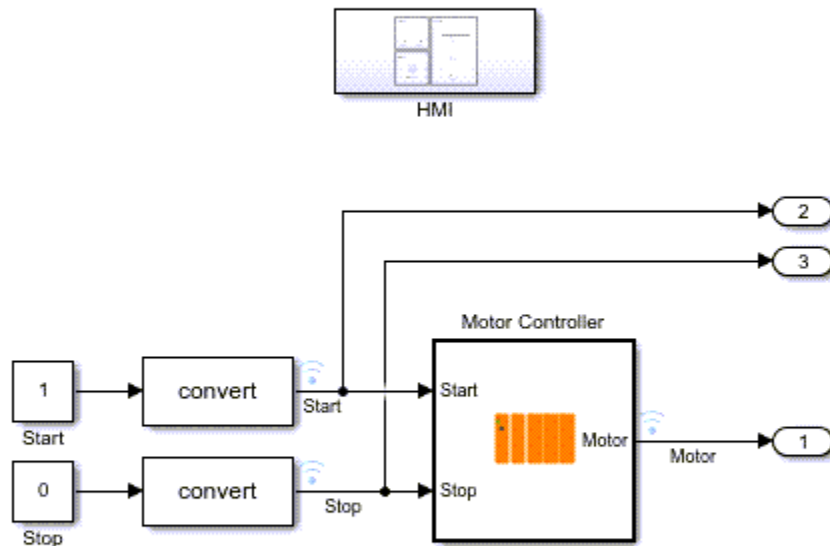 HMI
2
3
Motor Controller
1
convert
Start
Start
Start
Motor
Motor
1
0
convert
Stop
Stop
Stop